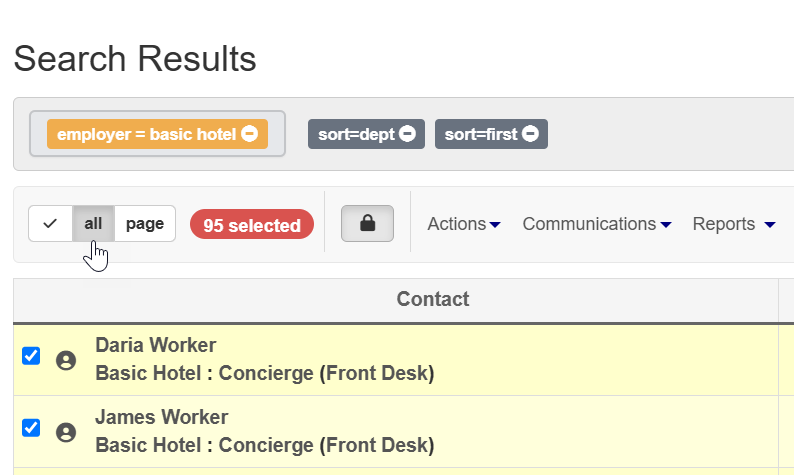 Search Results
employer = basic hotel sort=dept sort=first
all page 95 selected Actions Communications Reports
Contact
Daria Worker
Basic Hotel : Concierge (Front Desk)
James Worker
Basic Hotel : Concierge (Front Desk)